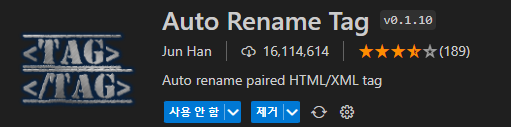 <TAG>
</TAG>
Auto Rename Tag v0.1.10
Jun Han 16,114,614 (189)
Auto rename paired HTML/XML tag
사용 안 함 제거